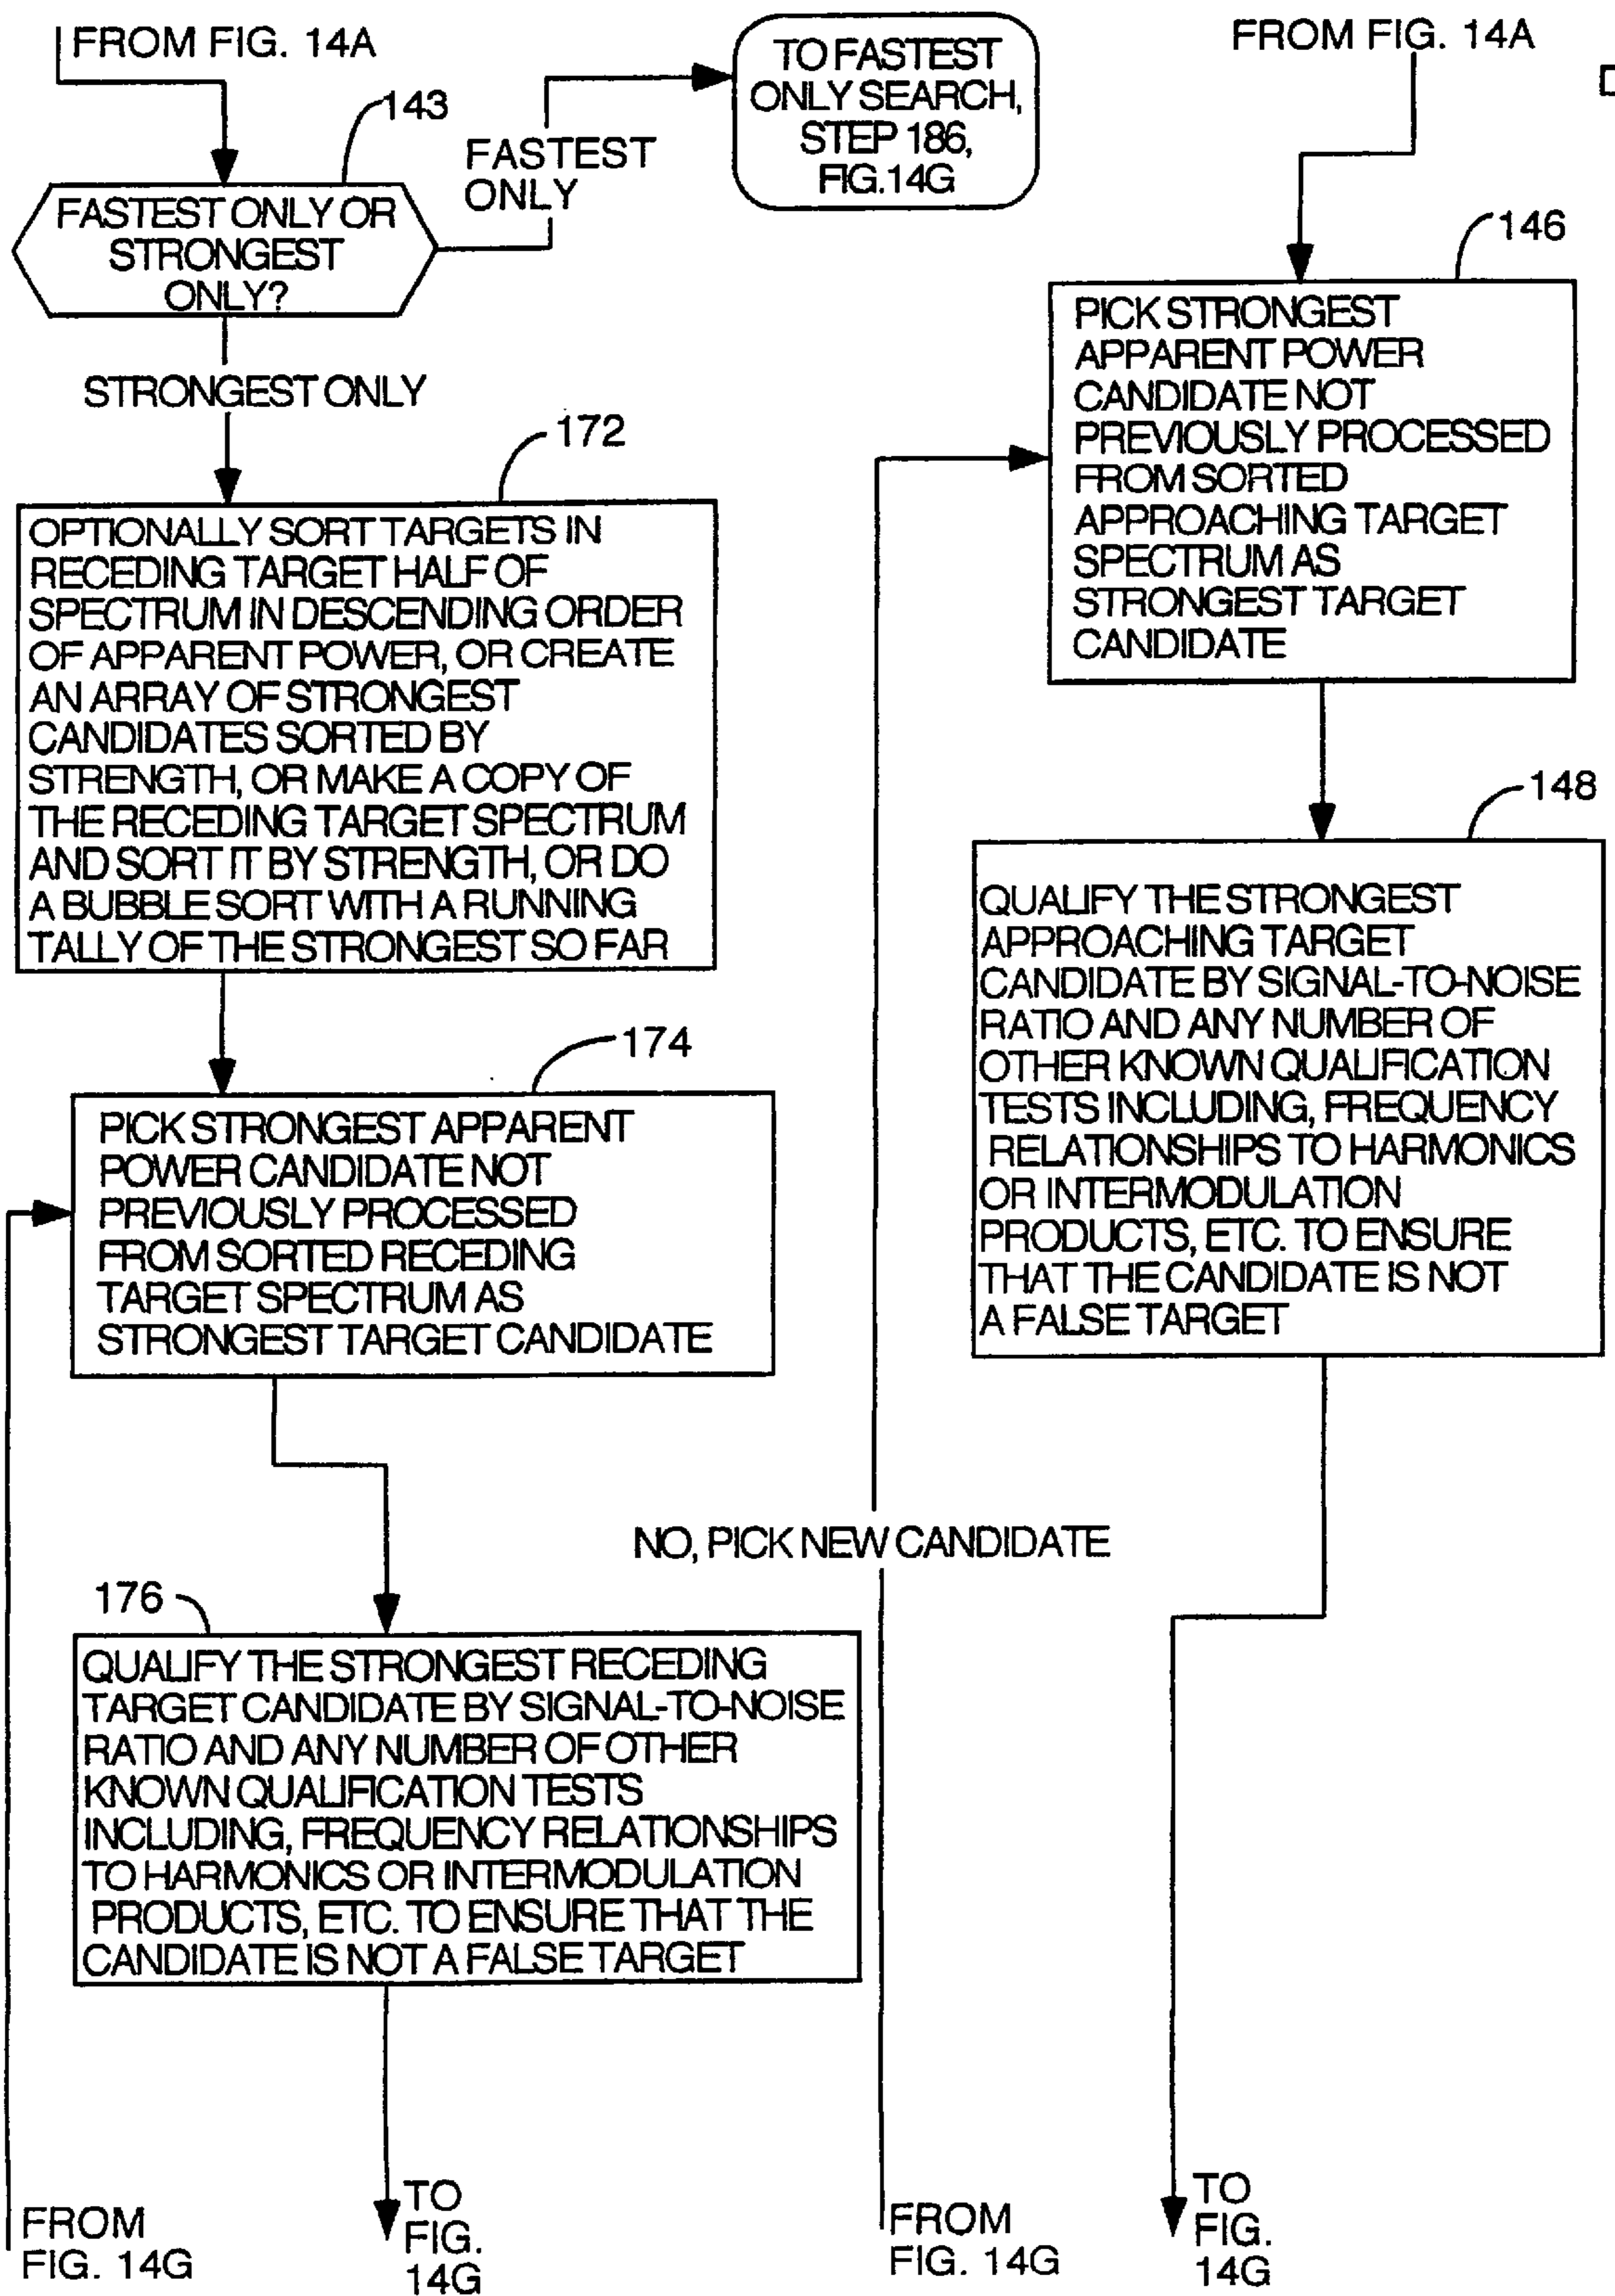 FROM FIG. 14A
143
FASTEST ONLY OR
STRONGEST
ONLY?
FASTEST
ONLY
TO FASTEST
ONLY SEARCH,
STEP 186,
FIG.14G
STRONGEST ONLY
172
OPTIONALLY SORT TARGETS IN
RECEDING TARGET HALF OF
SPECTRUM IN DESCENDING ORDER
OF APPARENT POWER, OR CREATE
AN ARRAY OF STRONGEST
CANDIDATES SORTED BY
STRENGTH, OR MAKE A COPY OF
THE RECEDING TARGET SPECTRUM
AND SORT IT BY STRENGTH, OR DO
A BUBBLE SORT WITH A RUNNING
TALLY OF THE STRONGEST SO FAR
174
PICK STRONGEST APPARENT
POWER CANDIDATE NOT
PREVIOUSLY PROCESSED
FROM SORTED RECEDING
TARGET SPECTRUM AS
STRONGEST TARGET CANDIDATE
176
QUALIFY THE STRONGEST RECEDING
TARGET CANDIDATE BY SIGNAL-TO-NOISE
RATIO AND ANY NUMBER OF OTHER
KNOWN QUALIFICATION TESTS
INCLUDING, FREQUENCY RELATIONSHIPS
TO HARMONICS OR INTERMODULATION
PRODUCTS, ETC. TO ENSURE THAT THE
CANDIDATE IS NOT A FALSE TARGET
FROM
FIG. 14G
TO
FIG.
14G
FROM FIG. 14A
146
PICK STRONGEST
APPARENT POWER
CANDIDATE NOT
PREVIOUSLY PROCESSED
FROM SORTED
APPROACHING TARGET
SPECTRUM AS
STRONGEST TARGET
CANDIDATE
148
QUALIFY THE STRONGEST
APPROACHING TARGET
CANDIDATE BY SIGNAL-TO-NOISE
RATIO AND ANY NUMBER OF
OTHER KNOWN QUALIFICATION
TESTS INCLUDING, FREQUENCY
RELATIONSHIPS TO HARMONICS
OR INTERMODULATION
PRODUCTS, ETC. TO ENSURE
THAT THE CANDIDATE IS NOT
A FALSE TARGET
NO, PICK NEW CANDIDATE
FROM
FIG. 14G
TO
FIG.
14G